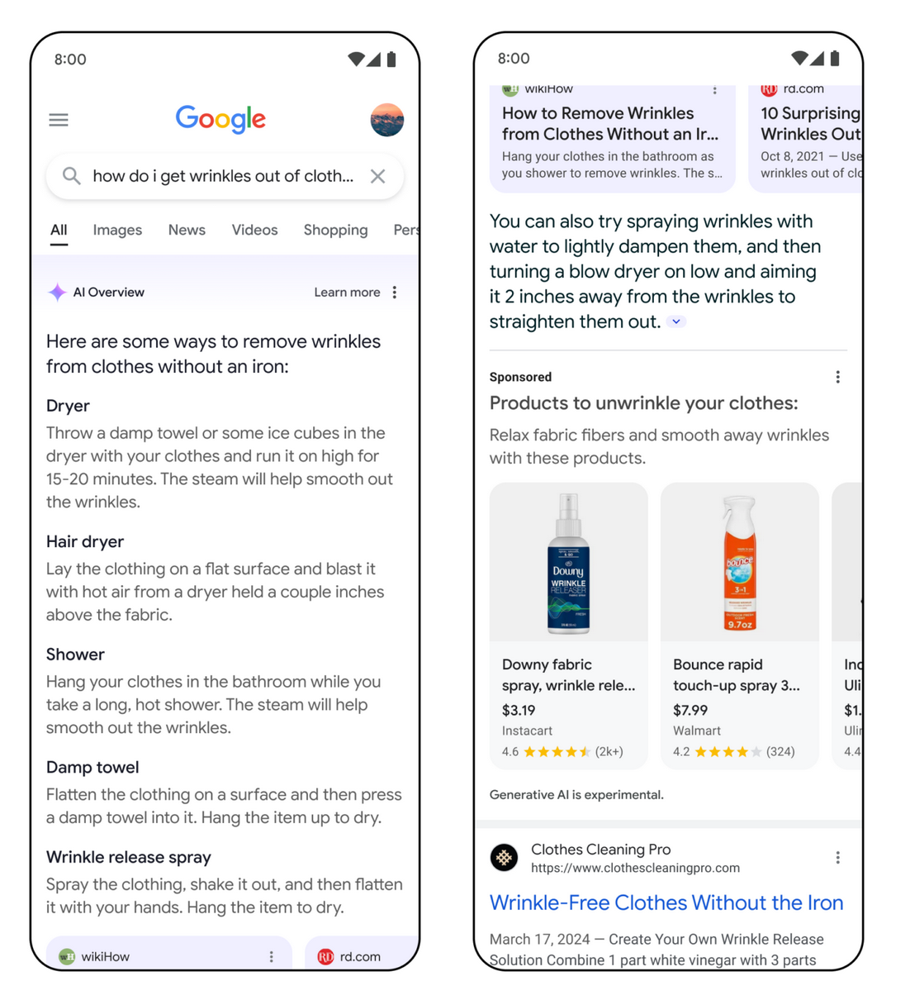 8:00
Google
how do i get wrinkles out of cloth...
All Images News Videos Shopping Pers
AI Overview Learn more
Here are some ways to remove wrinkles
from clothes without an iron:
Dryer
Throw a damp towel or some ice cubes in the
dryer with your clothes and run it on high for
15-20 minutes. The steam will help smooth out
the wrinkles.
Hair dryer
Lay the clothing on a flat surface and blast it
with hot air from a dryer held a couple inches
above the fabric.
Shower
Hang your clothes in the bathroom while you
take a long, hot shower. The steam will help
smooth out the wrinkles.
Damp towel
Flatten the clothing on a surface and then press
a damp towel into it. Hang the item up to dry.
Wrinkle release spray
Spray the clothing, shake it out, and then flatten
it with your hands. Hang the item to dry.
wH wikiHow
RD rd.com
8:00
wH wikiHow
How to Remove Wrinkles
from Clothes Without an Ir...
Hang your clothes in the bathroom as
you shower to remove wrinkles. The s...
RD rd.com
10 Surprising
Wrinkles Out
Oct 8, 2021 — Use
wrinkles out of clo
You can also try spraying wrinkles with
water to lightly dampen them, and then
turning a blow dryer on low and aiming
it 2 inches away from the wrinkles to
straighten them out.
Sponsored
Products to unwrinkle your clothes:
Relax fabric fibers and smooth away wrinkles
with these products.
Downy
WRINKLE
RELEASER
FRESH
Downy fabric
spray, wrinkle rele...
$3.19
Instacart
4.6 (2k+)
bounce
3-in-1
9.7oz
Bounce rapid
touch-up spray 3...
$7.99
Walmart
4.2 (324)
Inc
Uli
$1.
Ulin
4.4
Generative AI is experimental.
Clothes Cleaning Pro
https://www.clothescleaningpro.com
Wrinkle-Free Clothes Without the Iron
March 17, 2024 — Create Your Own Wrinkle Release
Solution Combine 1 part white vinegar with 3 parts